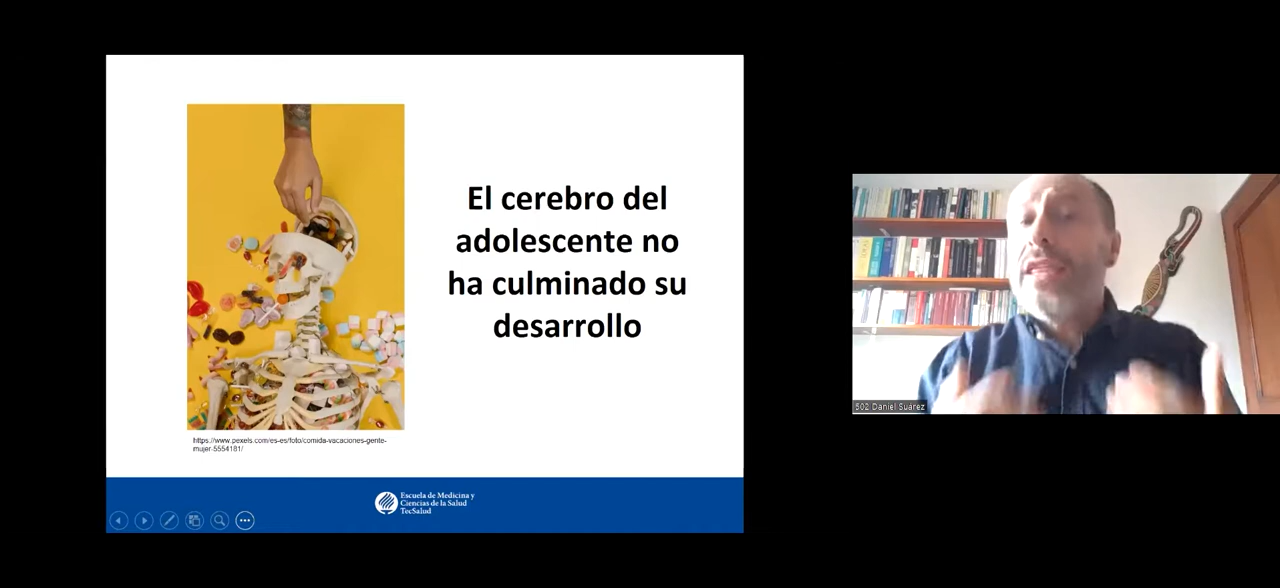 El cerebro del
adolescente no
ha culminado su
desarrollo
https://www.pexels.com/es-es/foto/comida-vacaciones-gente-
mujer-5554181/
Escuela de Medicina y
Ciencias de la Salud
TecSalud
502 Daniel Suárez